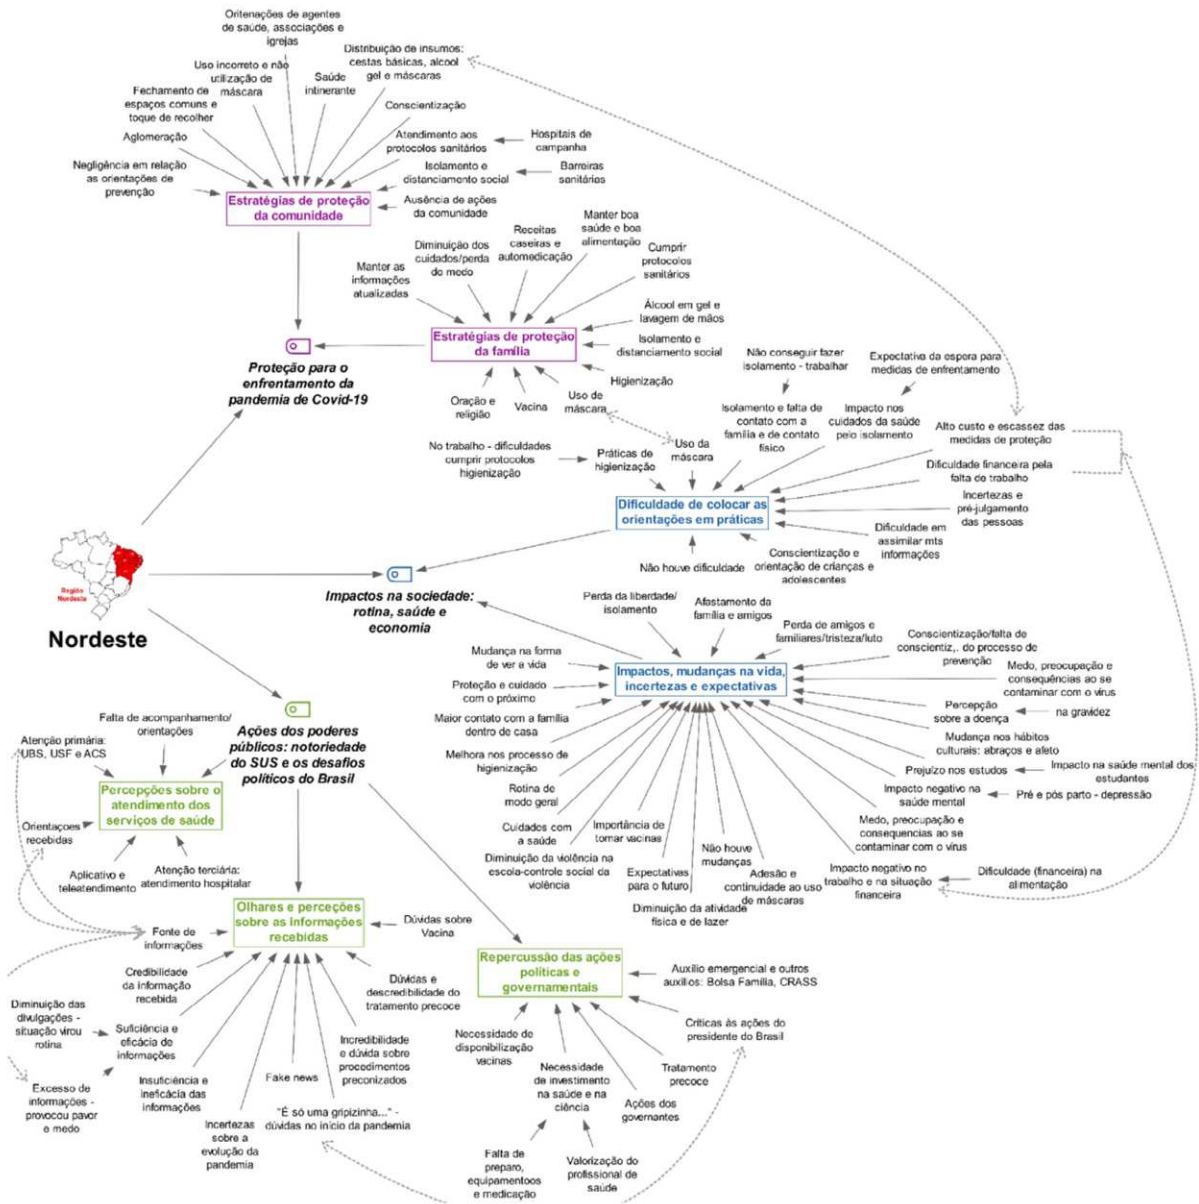 Oritenações de agentes
de saúde, associações e
igrejas
Distribuição de insumos:
cestas básicas, alcool
gel e máscaras
Uso incorreto e não
utilização de
máscara
Saúde
intinerante
Fechamento de
espaços comuns e
toque de recolher
Conscientização
Aglomeração
Atendimento aos
protocolos sanitários
Hospitais de
campanha
Negligência em relação
as orientações de
prevenção
Isolamento e
distanciamento social
Barreiras
sanitários
Estratégias de proteção
da comunidade
Ausência de ações
da comunidade
Manter boa
saúde e boa
alimentação
Receitas
caseiras e
automedicação
Diminuição dos
cuidados/perda
do medo
Cumprir
protocolos
sanitários
Manter as
informações
atualizadas
Álcool em gel e
lavagem de mãos
Estratégias de proteção
da família
Isolamento e
distanciamento social
Higienização
Oração e
religião
Vacina
Uso de
máscara
Proteção para o
enfrentamento da
pandemia de Covid-19
Não conseguir fazer
isolamento - trabalhar
Expectativa da espera para
medidas de enfrentamento
Isolamento e falta de
contato com a
família e de contato
físico
Impacto nos
cuidados da saúde
pelo isolamento
Alto custo e escassez das
medidas de proteção
No trabalho - dificuldades
cumprir protocolos
higienização
Práticas de
higienização
Uso da
máscara
Dificuldade financeira pela
falta de trabalho
Dificuldade de colocar as
orientações em práticas
Incertezas e
pré-julgamento
das pessoas
Dificuldade em
assimilar mts
informações
Não houve dificuldade
Conscientização e
orientação de crianças e
adolescentes
Região
Nordeste
Nordeste
Impactos na sociedade:
rotina, saúde e
economia
Perda da liberdade/
isolamento
Afastamento da
família e amigos
Perda de amigos e
familiares/tristeza/luto
Conscientização/falta de
conscientiz,. do processo de
prevenção
Mudança na forma
de ver a vida
Impactos, mudanças na vida,
incertezas e expectativas
Medo, preocupação e
consequências ao se
contaminar com o vírus
Proteção e cuidado
com o próximo
Percepção
sobre a doença
na gravidez
Maior contato com a família
dentro de casa
Mudança nos hábitos
culturais: abraços e afeto
Melhora nos processo de
higienização
Prejuízo nos estudos
Impacto na saúde mental dos
estudantes
Rotina de
modo geral
Impacto negativo na
saúde mental
Pré e pós parto - depressão
Cuidados com
a saúde
Importância de
tomar vacinas
Medo, preocupação e
consequencias ao se
contaminar com o vírus
Diminuição da violência na
escola-controle social da
violência
Não houve
mudanças
Expectativas
para o futuro
Adesão e
continuidade ao uso
de máscaras
Impacto negativo no
trabalho e na situação
financeira
Dificuldade (financeira) na
alimentação
Diminuição da atividade
física e de lazer
Ações dos poderes
públicos: notoriedade
do SUS e os desafios
políticos do Brasil
Falta de acompanhamento/
orientações
Atenção primária:
UBS, USF e ACS
Percepções sobre o
atendimento dos
serviços de saúde
Orientaçoes
recebidas
Aplicativo e
teleatendimento
Atenção terciária:
atendimento hospitalar
Olhares e perceções
sobre as informações
recebidas
Dúvidas sobre
Vacina
Fonte de
informações
Credibilidade
da informação
recebida
Dúvidas e
descredibilidade do
tratamento precoce
Diminuição das
divulgações -
situação virou
rotina
Suficiência e
eficácia de
informações
Incredibilidade
e dúvida sobre
procedimentos
preconizados
Excesso de
informações -
provocou pavor
e medo
Insuficiência e
ineficácia das
informações
Fake news
Incertezas
sobre a
evolução da
pandemia
"É só uma gripizinha..." -
dúvidas no início da pandemia
Repercussão das ações
políticas e
governamentais
Auxílio emergencial e outros
auxílios: Bolsa Família, CRASS
Críticas às ações do
presidente do Brasil
Necessidade de
disponibilização
vacinas
Necessidade
de investimento
na saúde e na
ciência
Tratamento
precoce
Ações dos
governantes
Falta de
preparo,
equipamentoos
e medicação
Valorização do
profissional de
saúde